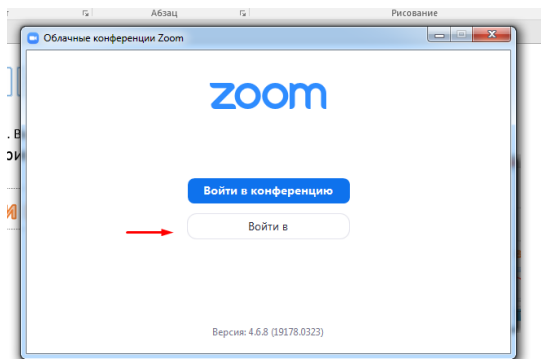 Абзац
Рисование
Облачные конференции Zoom
zoom
. В
Войти в конференцию
Войти в
Версия: 4.6.8 (19178.0323)